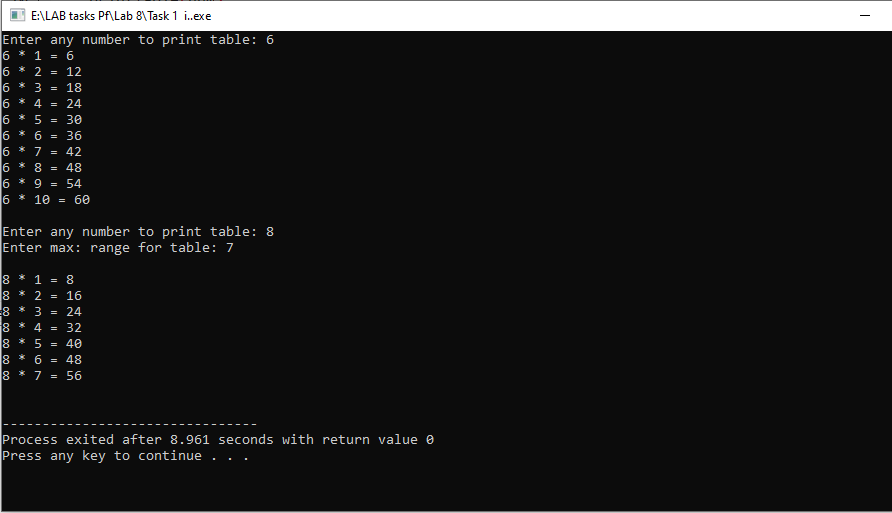 E:\LAB tasks Pf\Lab 8\Task 1  i..exe
Enter any number to print table: 6
6 * 1 = 6
6 * 2 = 12
6 * 3 = 18
6 * 4 = 24
6 * 5 = 30
6 * 6 = 36
6 * 7 = 42
6 * 8 = 48
6 * 9 = 54
6 * 10 = 60
Enter any number to print table: 8
Enter max: range for table: 7
8 * 1 = 8
8 * 2 = 16
8 * 3 = 24
8 * 4 = 32
8 * 5 = 40
8 * 6 = 48
8 * 7 = 56
--------------------------------
Process exited after 8.961 seconds with return value 0
Press any key to continue . . .